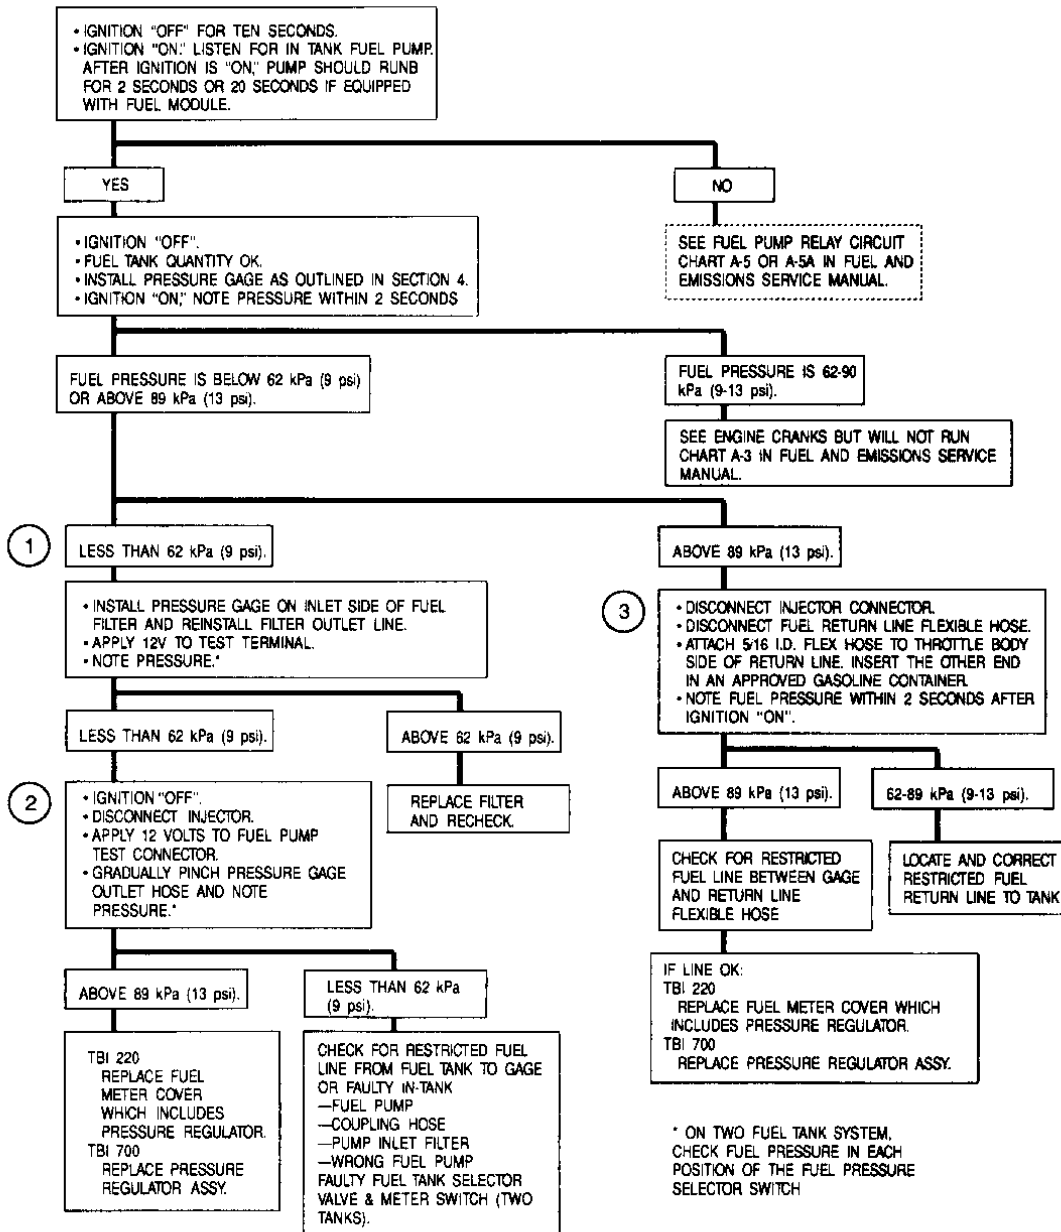 • IGNITION "OFF" FOR TEN SECONDS.
• IGNITION "ON." LISTEN FOR IN TANK FUEL PUMP.
AFTER IGNITION IS "ON," PUMP SHOULD RUNB
FOR 2 SECONDS OR 20 SECONDS IF EQUIPPED
WITH FUEL MODULE.
YES
NO
• IGNITION "OFF".
• FUEL TANK QUANTITY OK.
• INSTALL PRESSURE GAGE AS OUTLINED IN SECTION 4.
• IGNITION "ON," NOTE PRESSURE WITHIN 2 SECONDS
SEE FUEL PUMP RELAY CIRCUIT
CHART A-5 OR A-5A IN FUEL AND
EMISSIONS SERVICE MANUAL.
FUEL PRESSURE IS BELOW 62 kPa (9 psi)
OR ABOVE 89 kPa (13 psi).
FUEL PRESSURE IS 62-90
kPa (9-13 psi).
SEE ENGINE CRANKS BUT WILL NOT RUN
CHART A-3 IN FUEL AND EMISSIONS SERVICE
MANUAL.
1
LESS THAN 62 kPa (9 psi).
ABOVE 89 kPa (13 psi).
• INSTALL PRESSURE GAGE ON INLET SIDE OF FUEL
FILTER AND REINSTALL FILTER OUTLET LINE.
• APPLY 12V TO TEST TERMINAL.
• NOTE PRESSURE.*
3
• DISCONNECT INJECTOR CONNECTOR.
• DISCONNECT FUEL RETURN LINE FLEXIBLE HOSE.
• ATTACH 5/16 I.D. FLEX HOSE TO THROTTLE BODY
SIDE OF RETURN LINE. INSERT THE OTHER END
IN AN APPROVED GASOLINE CONTAINER.
• NOTE FUEL PRESSURE WITHIN 2 SECONDS AFTER
IGNITION "ON".
LESS THAN 62 kPa (9 psi).
ABOVE 62 kPa (9 psi).
ABOVE 89 kPa (13 psi).
62-89 kPa (9-13 psi).
2
• IGNITION "OFF".
• DISCONNECT INJECTOR.
• APPLY 12 VOLTS TO FUEL PUMP
TEST CONNECTOR.
• GRADUALLY PINCH PRESSURE GAGE
OUTLET HOSE AND NOTE
PRESSURE.*
REPLACE FILTER
AND RECHECK.
CHECK FOR RESTRICTED
FUEL LINE BETWEEN GAGE
AND RETURN LINE
FLEXIBLE HOSE
LOCATE AND CORRECT
RESTRICTED FUEL
RETURN LINE TO TANK
ABOVE 89 kPa (13 psi).
LESS THAN 62 kPa
(9 psi).
IF LINE OK:
TBI 220
REPLACE FUEL METER COVER WHICH
INCLUDES PRESSURE REGULATOR.
TBI 700
REPLACE PRESSURE REGULATOR ASSY.
TBI 220
REPLACE FUEL
METER COVER
WHICH INCLUDES
PRESSURE REGULATOR.
TBI 700
REPLACE PRESSURE
REGULATOR ASSY.
CHECK FOR RESTRICTED FUEL
LINE FROM FUEL TANK TO GAGE
OR FAULTY IN-TANK
—FUEL PUMP
—COUPLING HOSE
—PUMP INLET FILTER
—WRONG FUEL PUMP
FAULTY FUEL TANK SELECTOR
VALVE & METER SWITCH (TWO
TANKS).
* ON TWO FUEL TANK SYSTEM,
CHECK FUEL PRESSURE IN EACH
POSITION OF THE FUEL PRESSURE
SELECTOR SWITCH